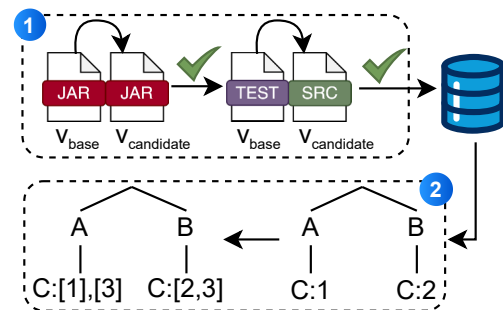 1
JAR JAR TEST SRC
Vbase Vcandidate Vbase Vcandidate
2
A B A B
C:[1],[3] C:[2,3] C:1 C:2